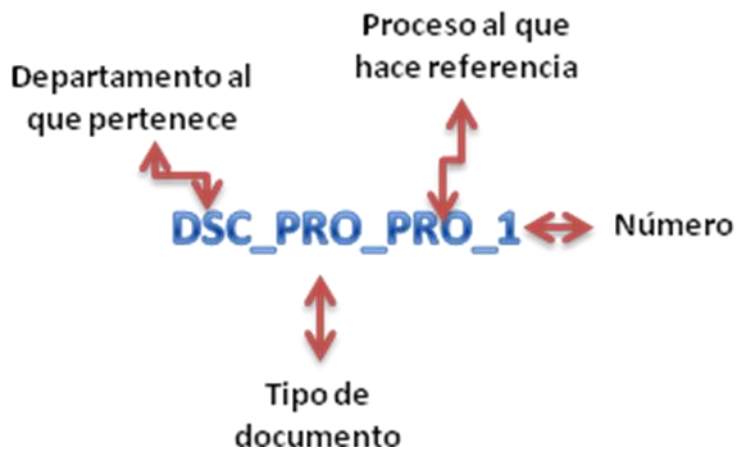 Proceso al que
hace referencia
Departamento al
que pertenece
DSC_PRO_PRO_1
Número
Tipo de
documento